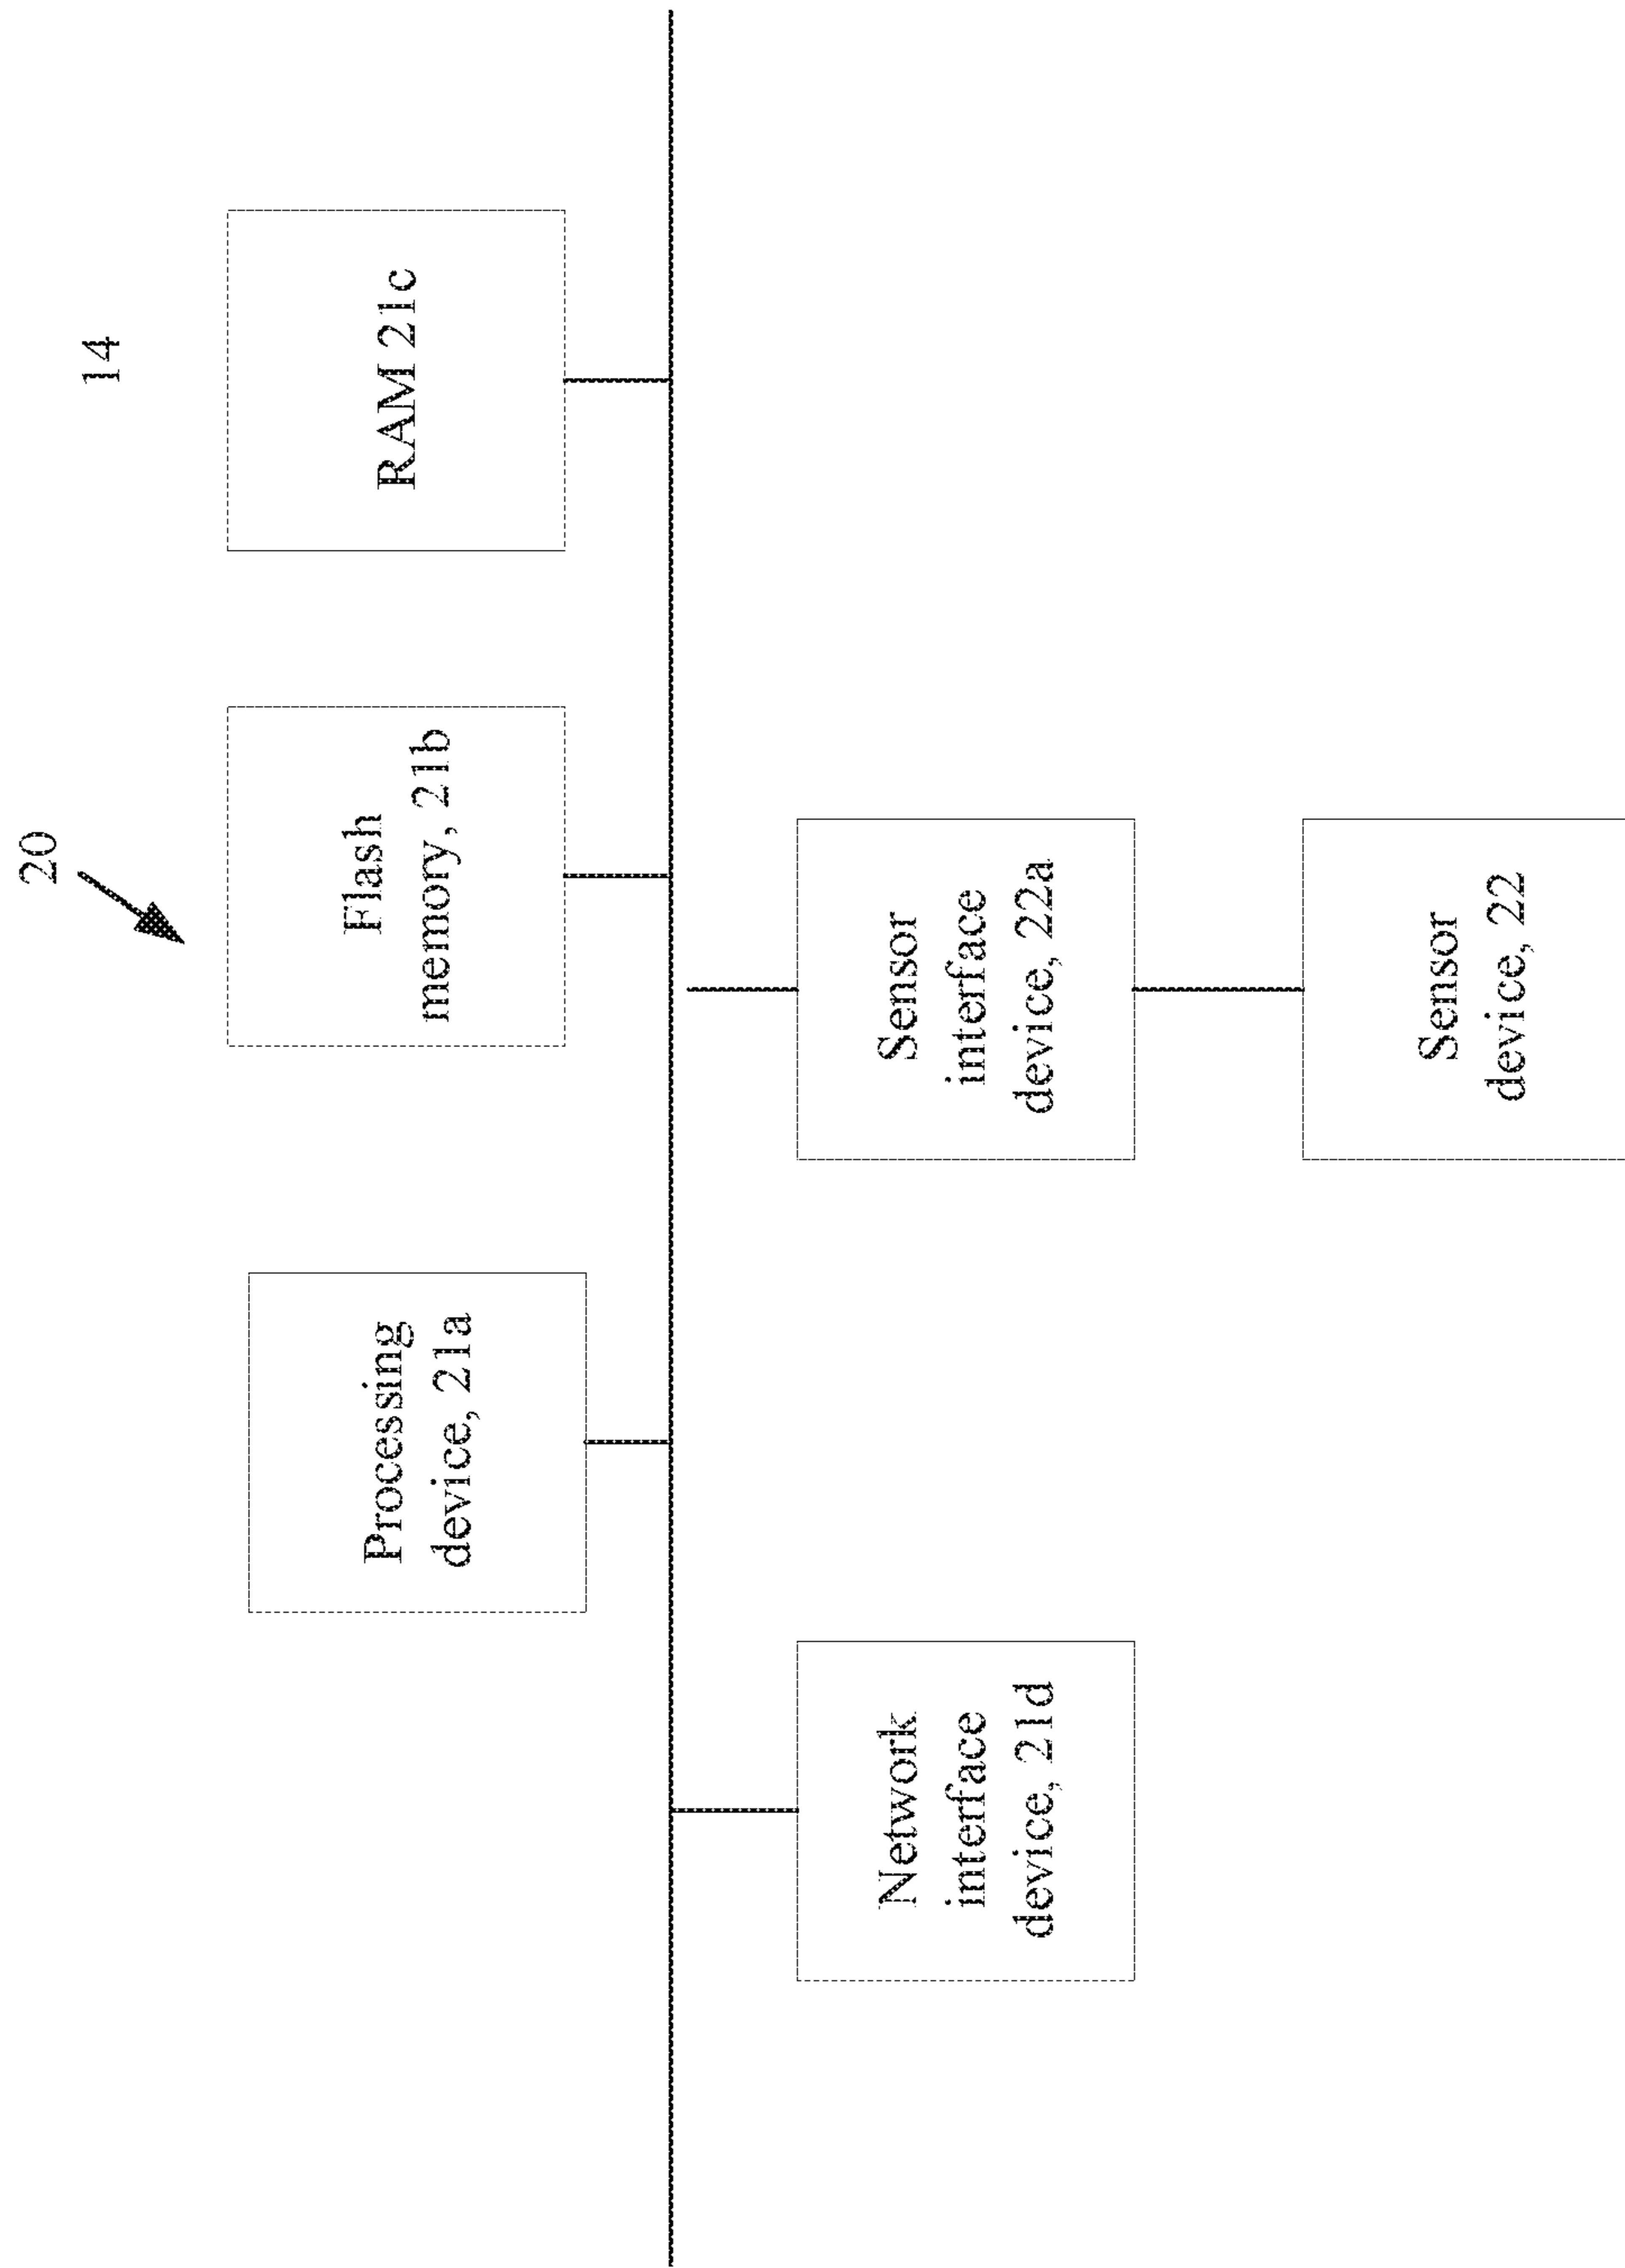 20
14
Processing
device, 21a
Flash
memory, 21b
RAM 21c
Network
interface
device, 21d
Sensor
interface
device, 22a
Sensor
device, 22